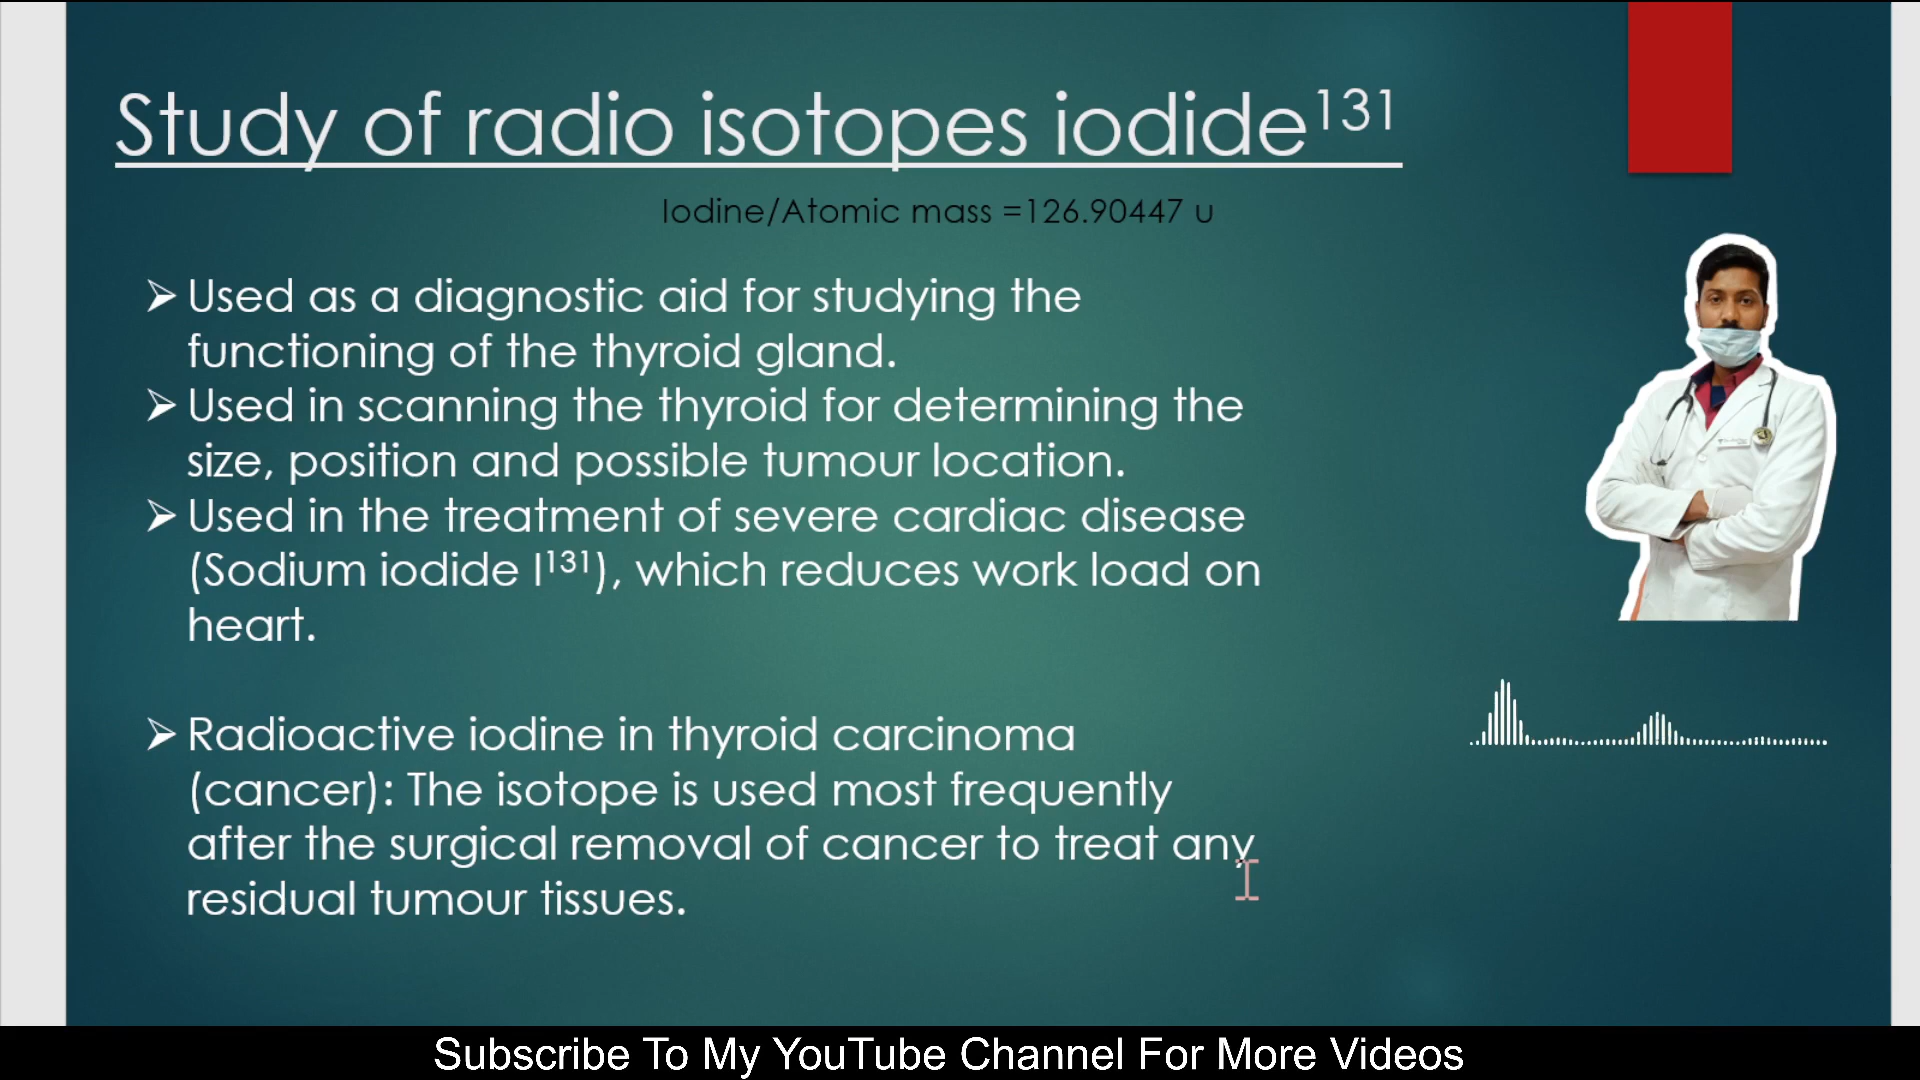 Study of radio isotopes iodide¹³¹
Iodine/Atomic mass =126.90447 u
➢ Used as a diagnostic aid for studying the
functioning of the thyroid gland.
➢ Used in scanning the thyroid for determining the
size, position and possible tumour location.
➢ Used in the treatment of severe cardiac disease
(Sodium iodide I¹³¹), which reduces work load on
heart.
➢ Radioactive iodine in thyroid carcinoma
(cancer): The isotope is used most frequently
after the surgical removal of cancer to treat any
residual tumour tissues.
Subscribe To My YouTube Channel For More Videos